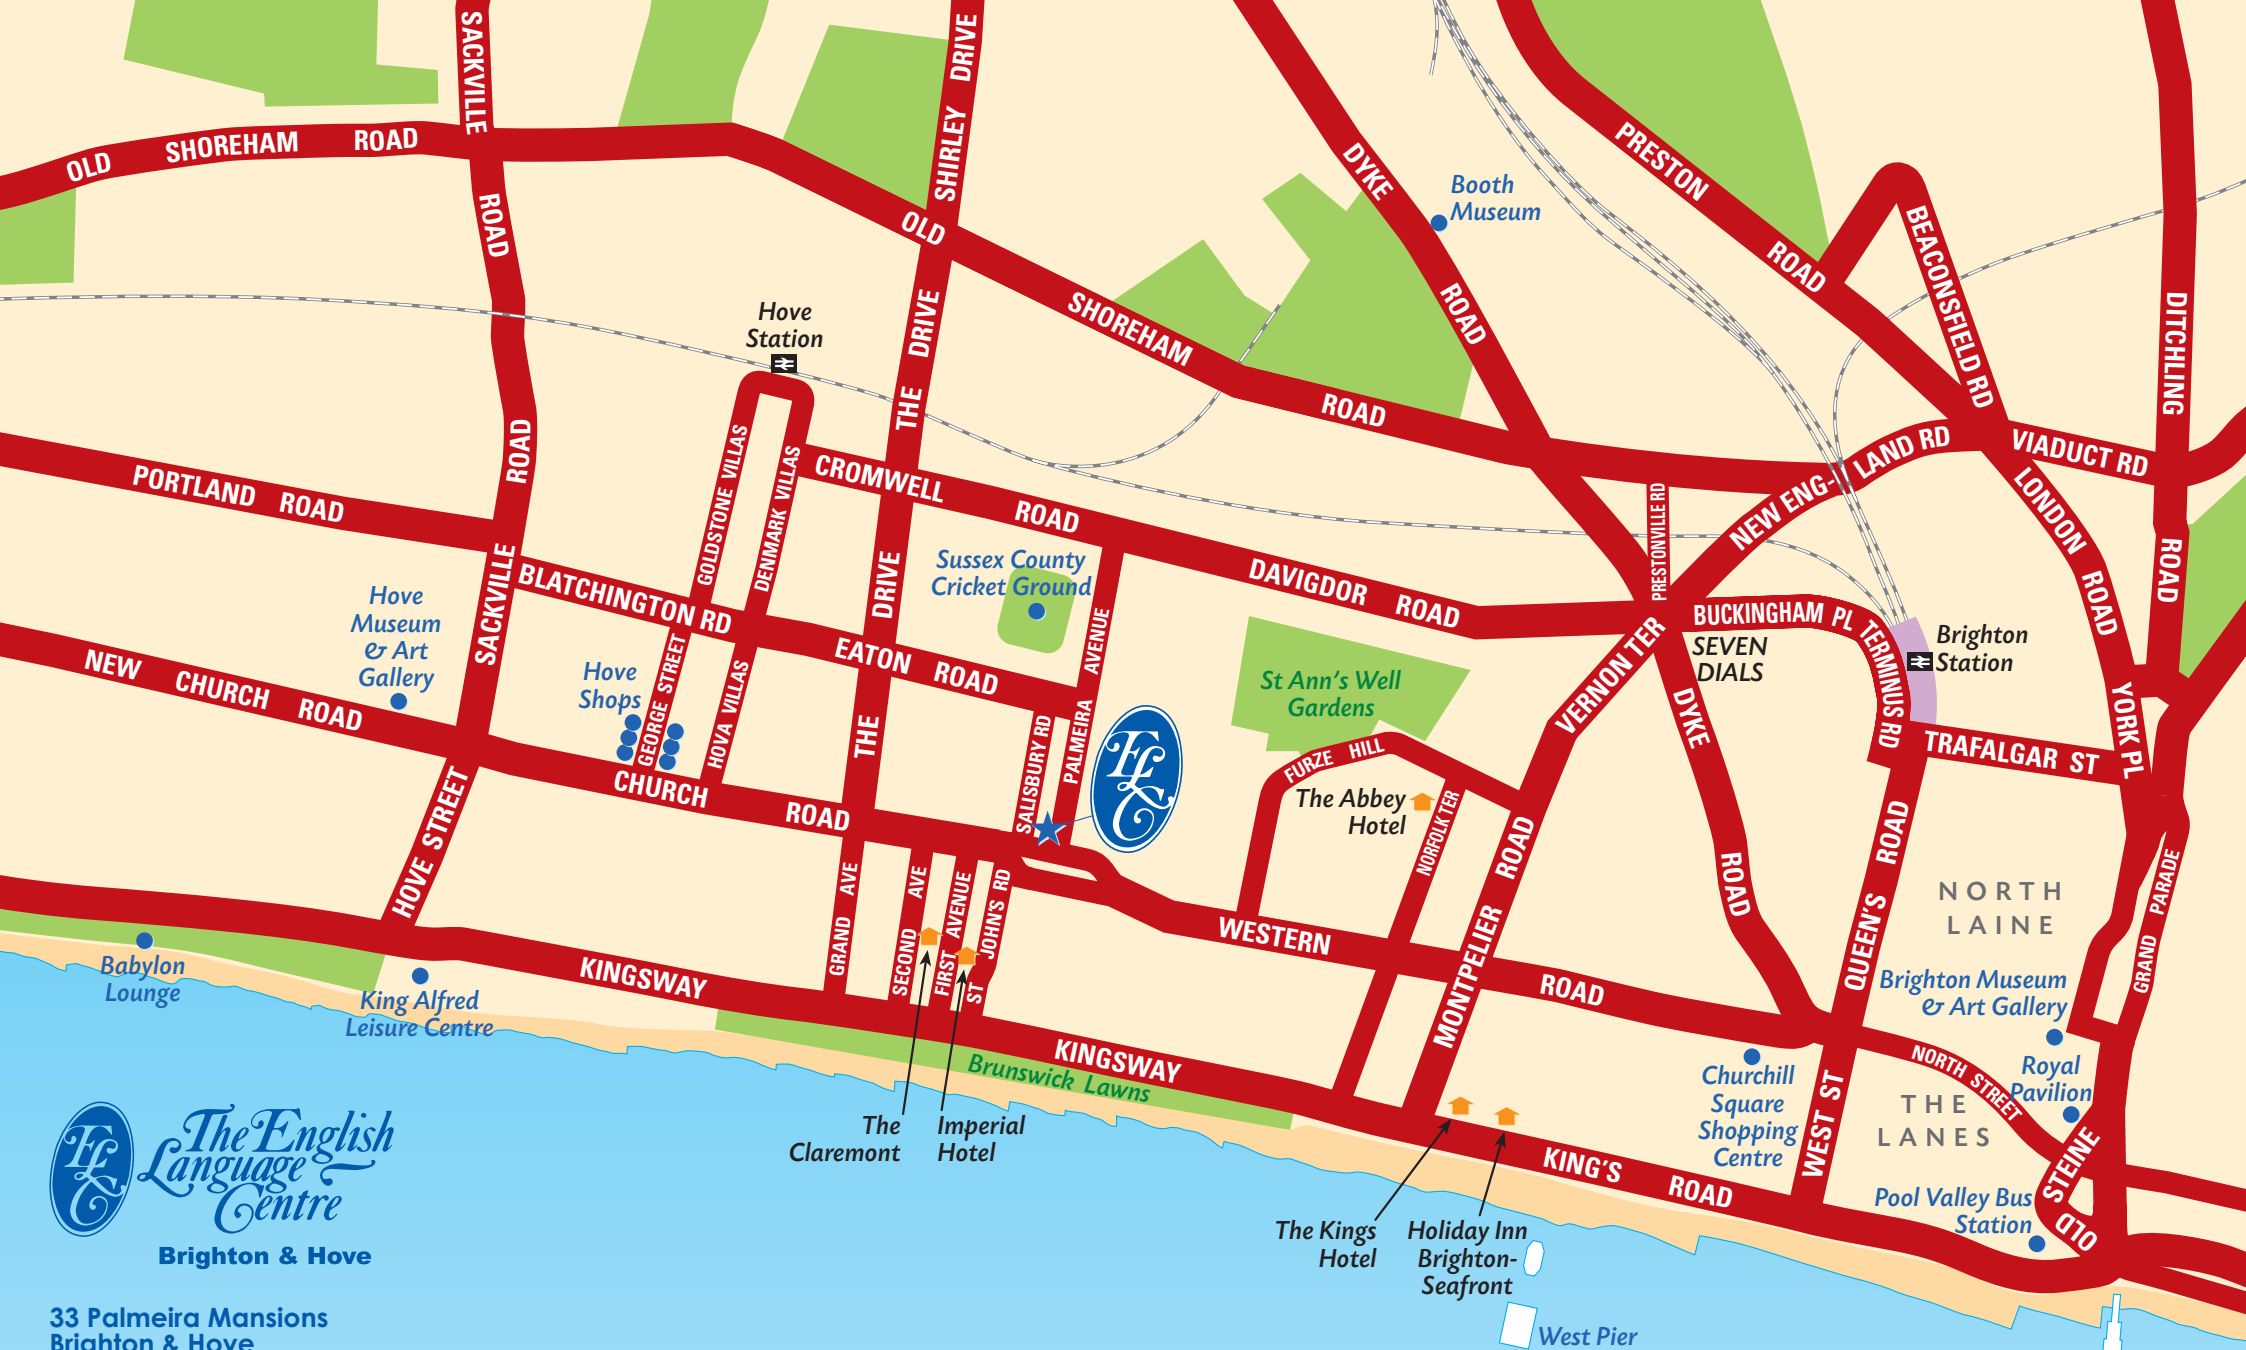 SACKVILLE ROAD
SHIRLEY DRIVE
OLD SHOREHAM ROAD
DYKE ROAD
PRESTON ROAD
BEACONSFIELD RD
DITCHLING ROAD
Booth
Museum
OLD SHOREHAM ROAD
Hove
Station
THE DRIVE
ROAD
PORTLAND ROAD
GOLDSTONE VILLAS
DENMARK VILLAS
CROMWELL ROAD
NEW ENG-LAND RD
VIADUCT RD
LONDON ROAD
PRESTONVILLE RD
Sussex County
Cricket Ground
DAVIGDOR ROAD
SACKVILLE
BLATCHINGTON RD
THE DRIVE
Hove
Museum
& Art
Gallery
EATON ROAD
PALMEIRA AVENUE
BUCKINGHAM PL
TERMINUS RD
SEVEN
DIALS
Brighton
Station
VERNON TER
St Ann's Well
Gardens
NEW CHURCH ROAD
Hove
Shops
GEORGE STREET
HOVA VILLAS
SALISBURY RD
ELC
FURZE HILL
DYKE ROAD
TRAFALGAR ST
YORK PL
CHURCH ROAD
HOVE STREET
The Abbey
Hotel
NORFOLK TER
MONTPELIER ROAD
QUEEN'S ROAD
GRAND PARADE
NORTH
LAINE
GRAND AVE
SECOND AVE
FIRST AVENUE
ST JOHN'S RD
WESTERN ROAD
Babylon
Lounge
King Alfred
Leisure Centre
KINGSWAY
KINGSWAY
Brunswick Lawns
Brighton Museum
& Art Gallery
Royal
Pavilion
NORTH STREET
Churchill
Square
Shopping
Centre
WEST ST
THE
LANES
OLD STEINE
The
Claremont
Imperial
Hotel
KING'S ROAD
Pool Valley Bus
Station
The Kings
Hotel
Holiday Inn
Brighton-
Seafront
West Pier
ELC
The English
Language
Centre
Brighton & Hove
33 Palmeira Mansions
Brighton & Hove